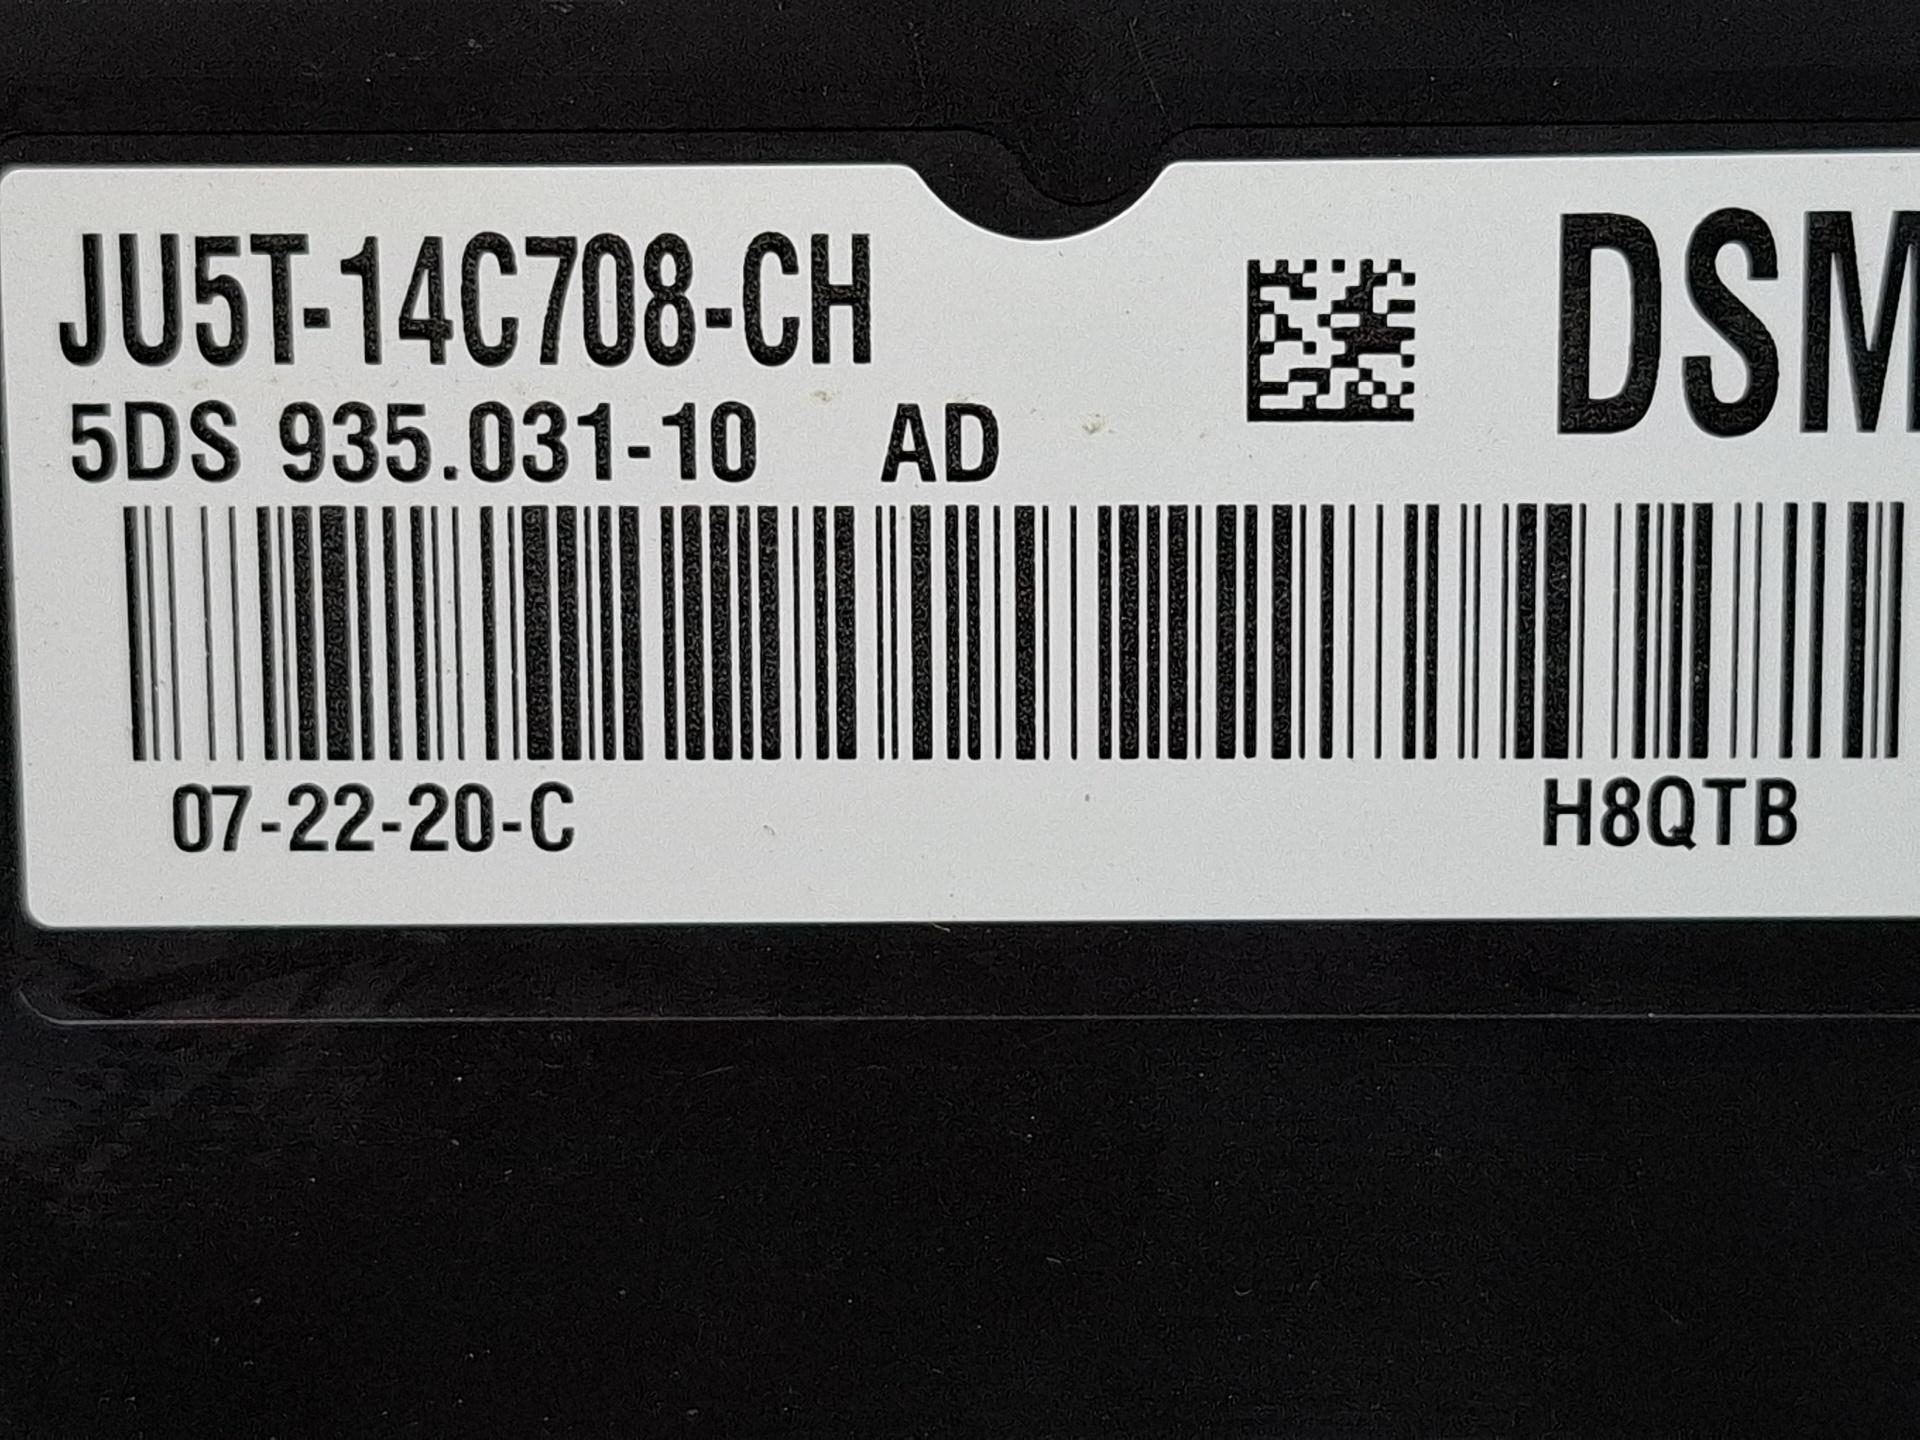 JU5T-14C708-CH
DSM
5DS 935.031-10 AD
07-22-20-C H8QTB